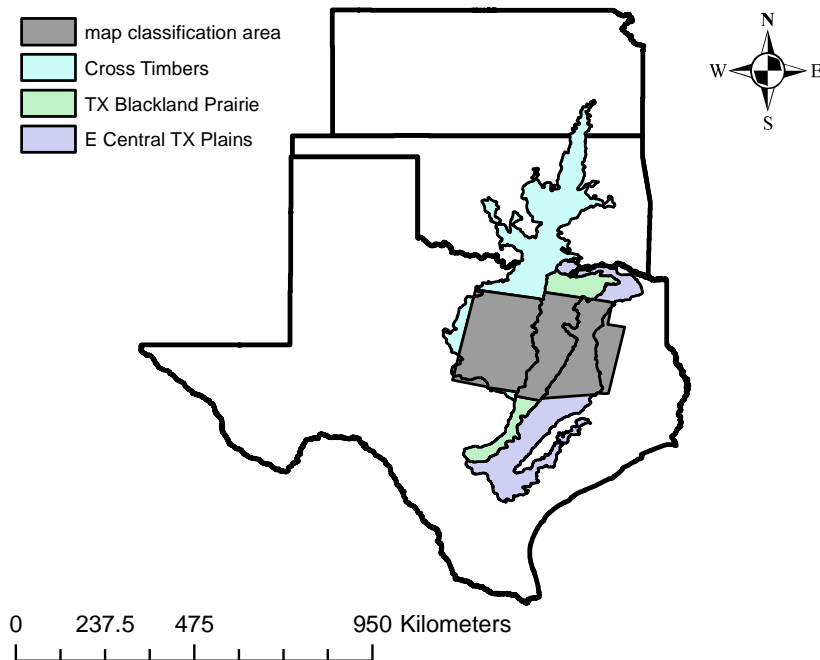 map classification area
Cross Timbers
TX Blackland Prairie
E Central TX Plains
N
W E
S
0 237.5 475 950 Kilometers